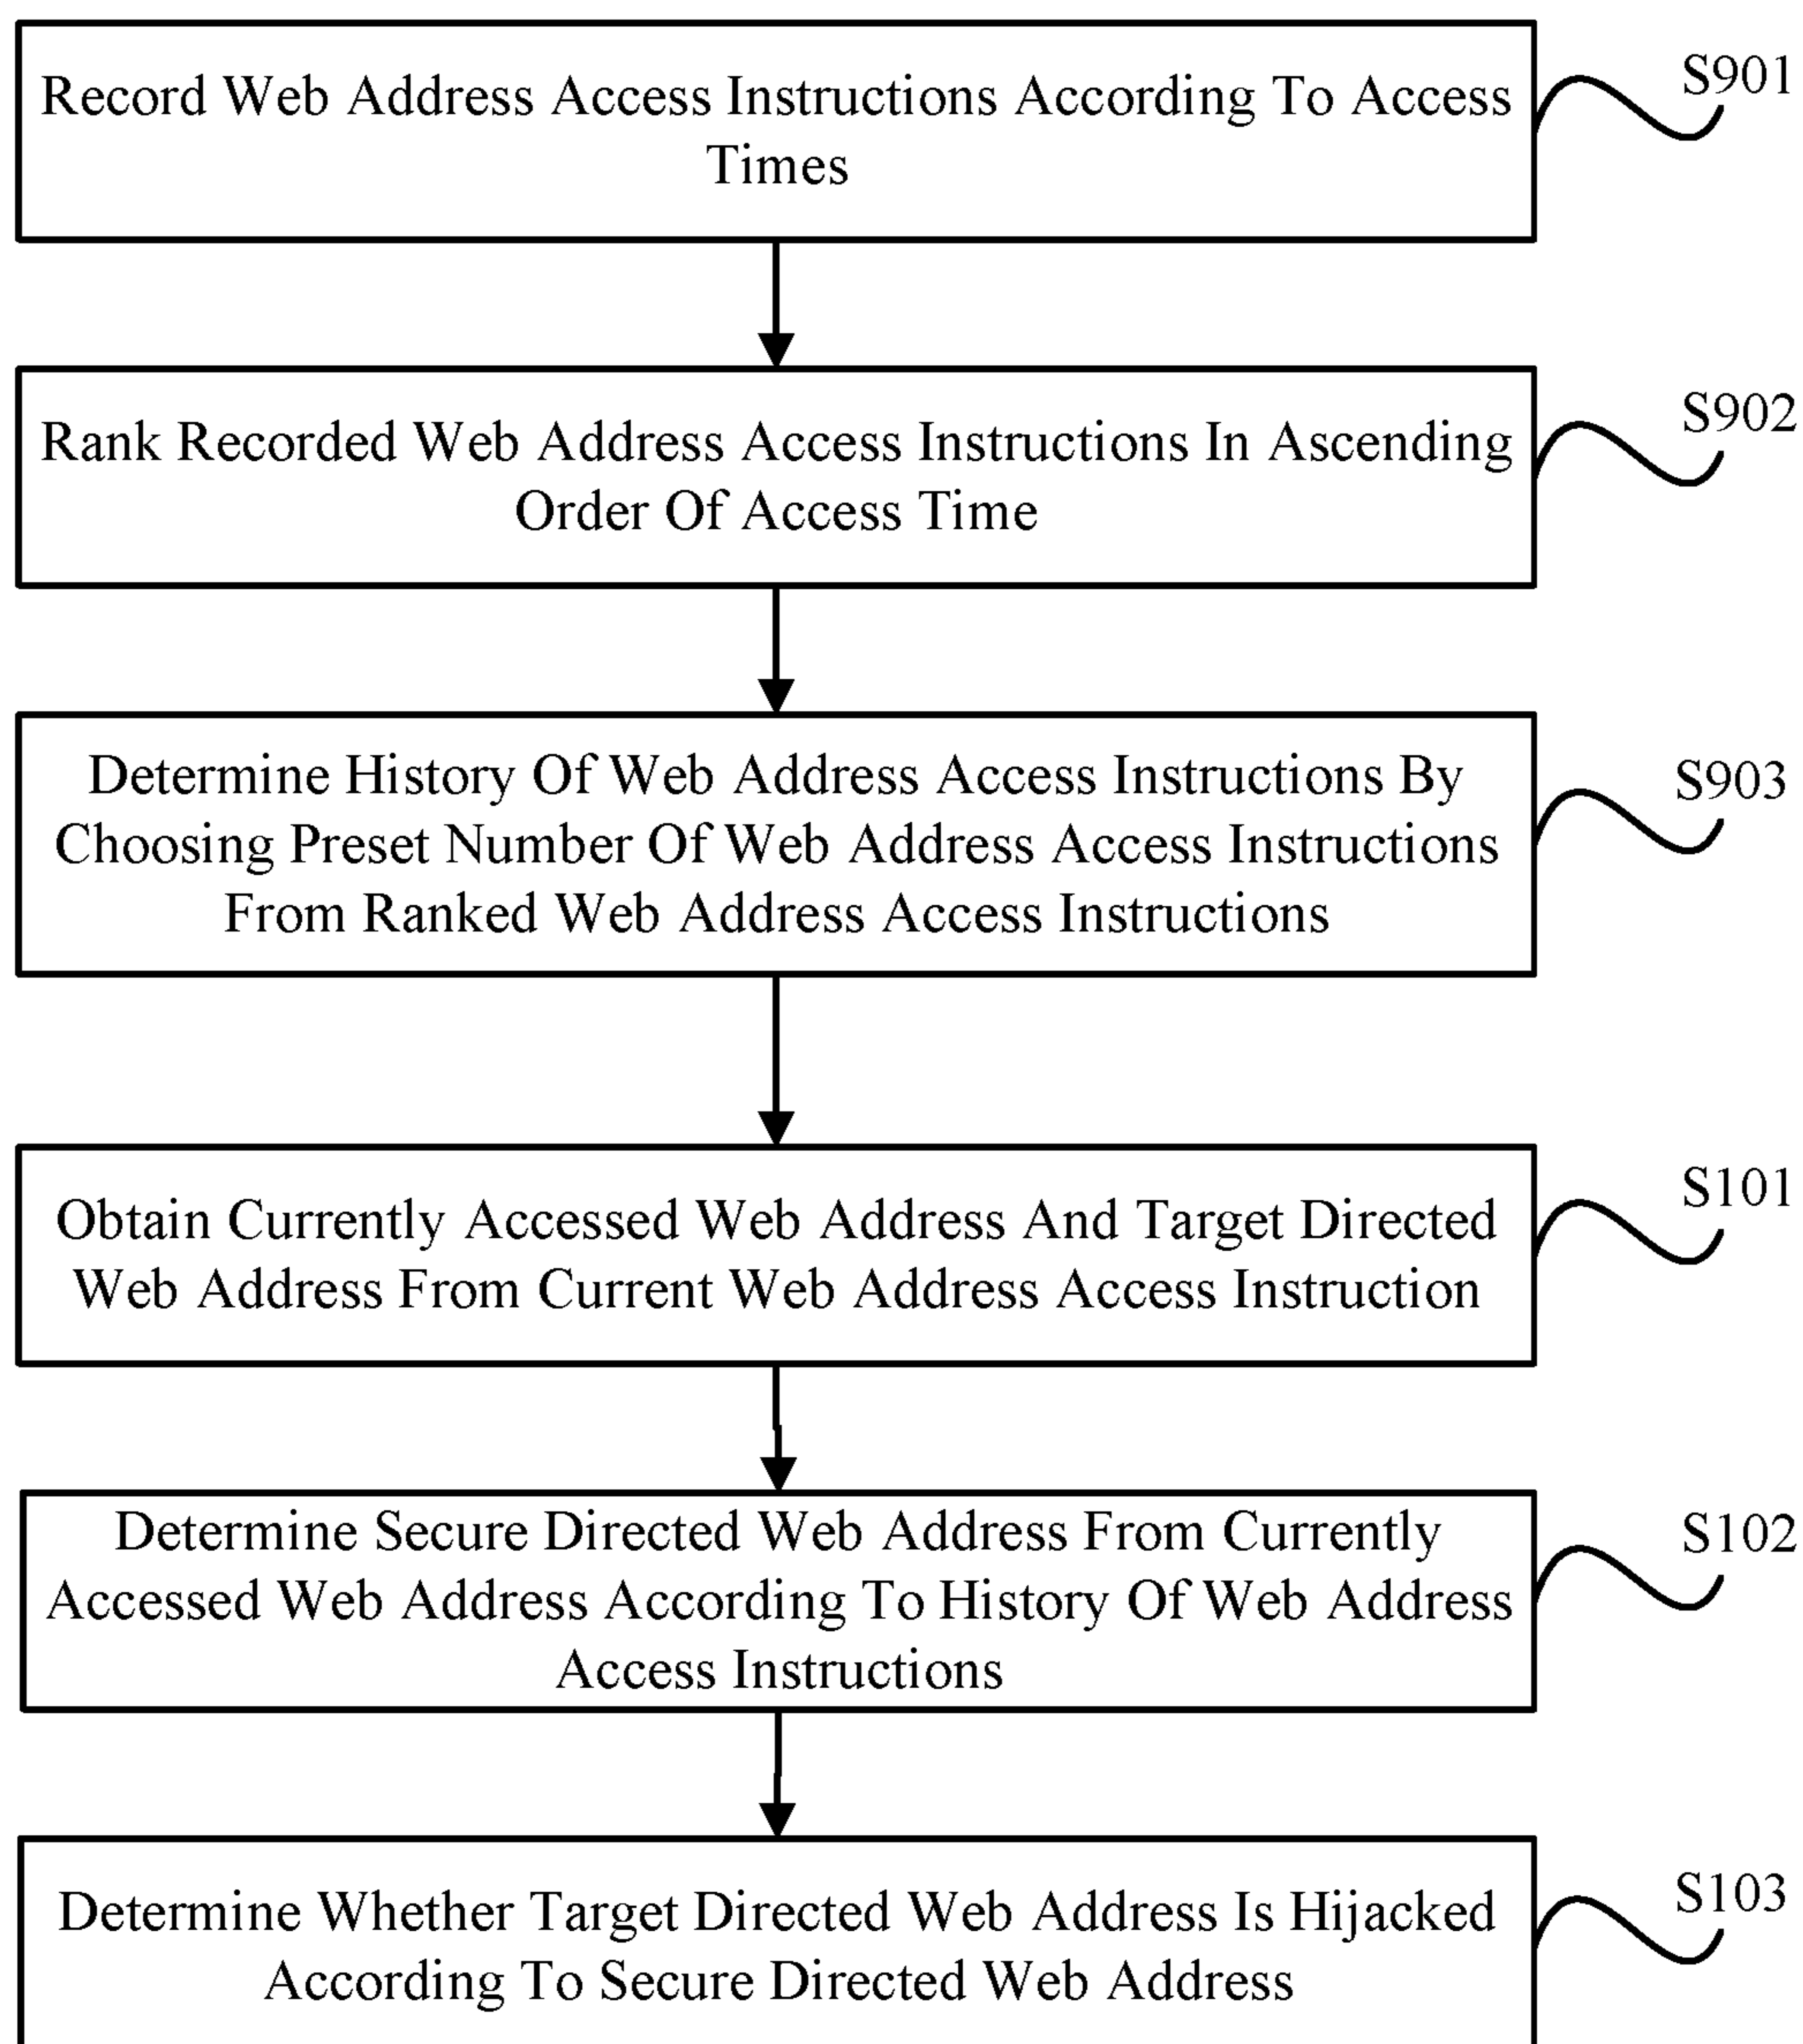 Record Web Address Access Instructions According To Access
Times
S901
Rank Recorded Web Address Access Instructions In Ascending
Order Of Access Time
S902
Determine History Of Web Address Access Instructions By
Choosing Preset Number Of Web Address Access Instructions
From Ranked Web Address Access Instructions
S903
Obtain Currently Accessed Web Address And Target Directed
Web Address From Current Web Address Access Instruction
S101
Determine Secure Directed Web Address From Currently
Accessed Web Address According To History Of Web Address
Access Instructions
S102
Determine Whether Target Directed Web Address Is Hijacked
According To Secure Directed Web Address
S103